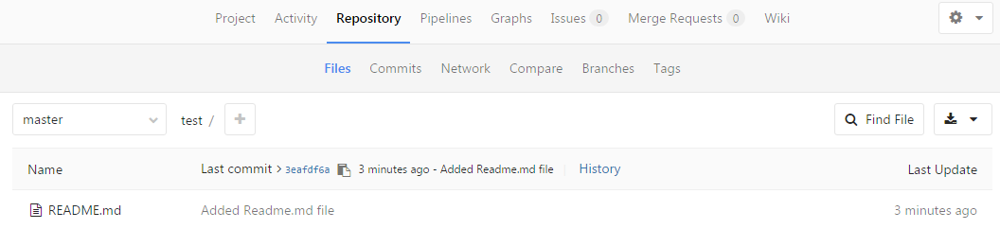 Project Activity Repository Pipelines Graphs Issues 0 Merge Requests 0 Wiki
Files Commits Network Compare Branches Tags
master test / + Find File
Name Last commit > 3eafdf6a 3 minutes ago - Added Readme.md file History Last Update
README.md Added Readme.md file 3 minutes ago